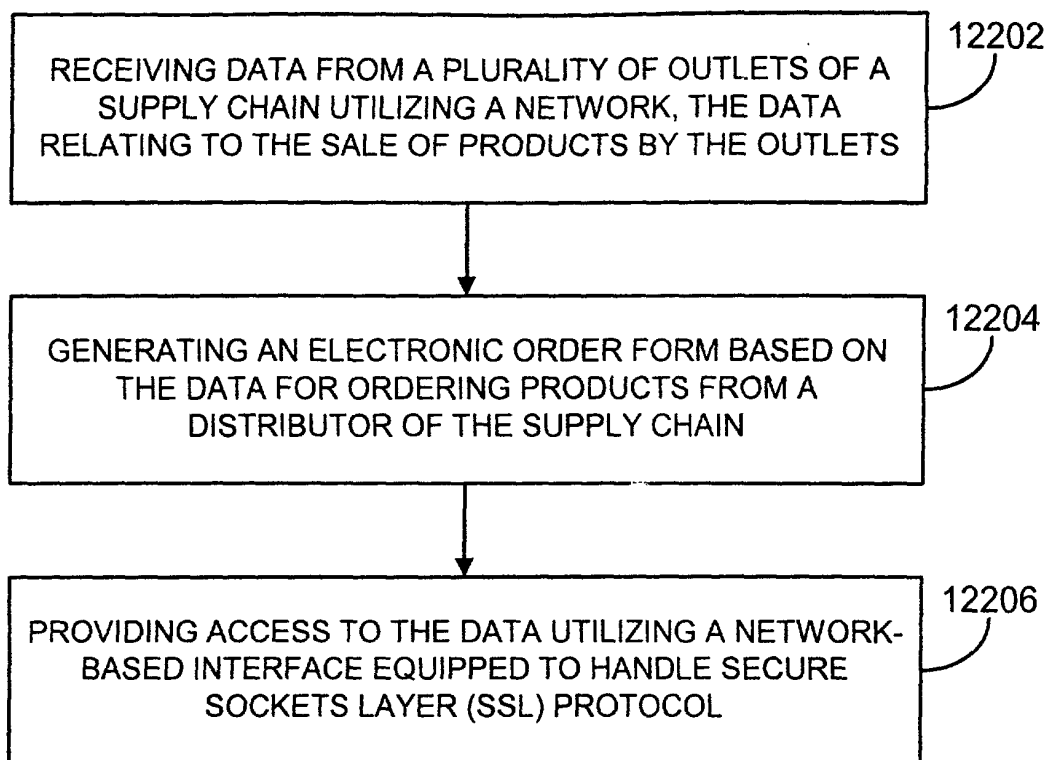 12202
RECEIVING DATA FROM A PLURALITY OF OUTLETS OF A
SUPPLY CHAIN UTILIZING A NETWORK, THE DATA
RELATING TO THE SALE OF PRODUCTS BY THE OUTLETS
12204
GENERATING AN ELECTRONIC ORDER FORM BASED ON
THE DATA FOR ORDERING PRODUCTS FROM A
DISTRIBUTOR OF THE SUPPLY CHAIN
12206
PROVIDING ACCESS TO THE DATA UTILIZING A NETWORK-
BASED INTERFACE EQUIPPED TO HANDLE SECURE
SOCKETS LAYER (SSL) PROTOCOL